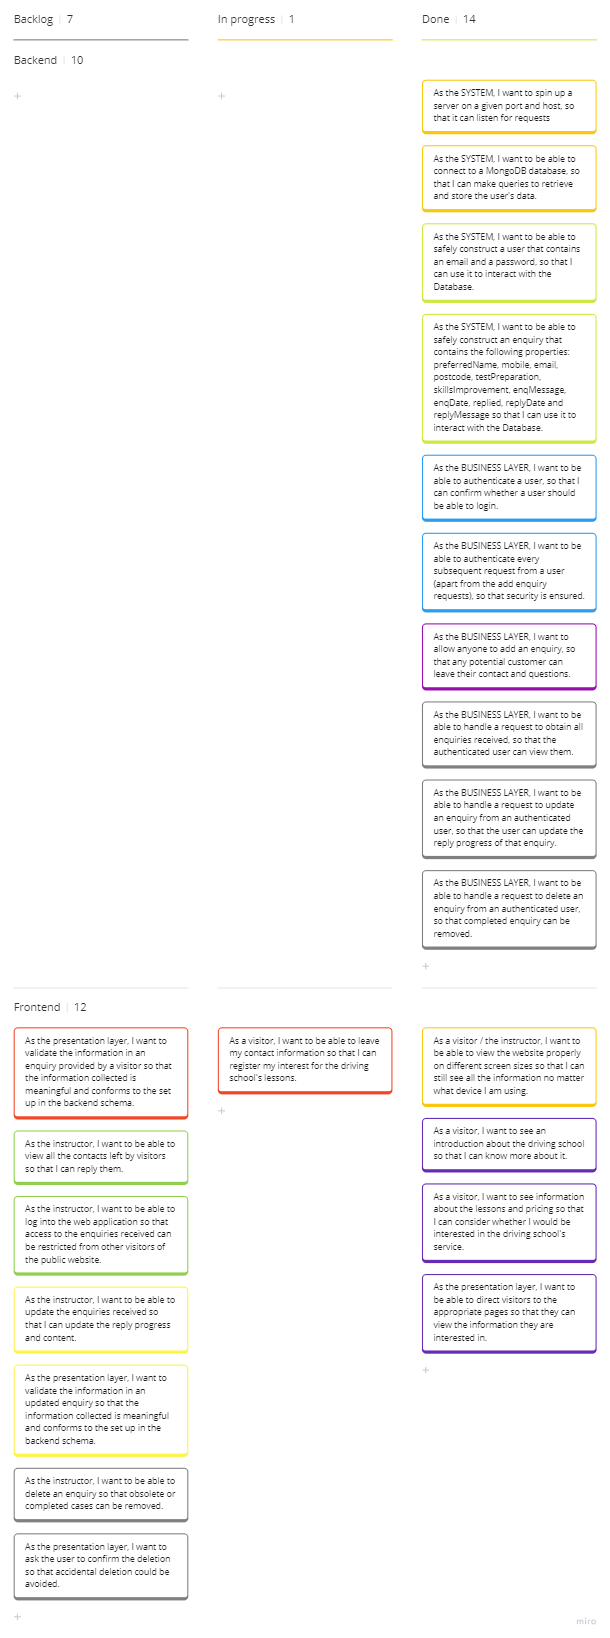 Backlog | 7
In progress | 1
Done | 14
Backend | 10
+
+
As the SYSTEM, I want to spin up a
server on a given port and host, so
that it can listen for requests
As the SYSTEM, I want to be able to
connect to a MongoDB database, so
that I can make queries to retrieve
and store the user's data.
As the SYSTEM, I want to be able to
safely construct a user that contains
an email and a password, so that I
can use it to interact with the
Database.
As the SYSTEM, I want to be able to
safely construct an enquiry that
contains the following properties:
preferredName, mobile, email,
postcode, testPreparation,
skillsImprovement, enqMessage,
enqDate, replied, replyDate and
replyMessage so that I can use it to
interact with the Database.
As the BUSINESS LAYER, I want to be
able to authenticate a user, so that I
can confirm whether a user should
be able to login.
As the BUSINESS LAYER, I want to be
able to authenticate every
subsequent request from a user
(apart from the add enquiry
requests), so that security is ensured.
As the BUSINESS LAYER, I want to
allow anyone to add an enquiry, so
that any potential customer can
leave their contact and questions.
As the BUSINESS LAYER, I want to be
able to handle a request to obtain all
enquiries received, so that the
authenticated user can view them.
As the BUSINESS LAYER, I want to be
able to handle a request to update
an enquiry from an authenticated
user, so that the user can update the
reply progress of that enquiry.
As the BUSINESS LAYER, I want to be
able to handle a request to delete an
enquiry from an authenticated user,
so that completed enquiry can be
removed.
+
Frontend | 12
As the presentation layer, I want to
validate the information in an
enquiry provided by a visitor so that
the information collected is
meaningful and conforms to the set
up in the backend schema.
As the instructor, I want to be able to
view all the contacts left by visitors
so that I can reply them.
As the instructor, I want to be able to
log into the web application so that
access to the enquiries received can
be restricted from other visitors of
the public website.
As the instructor, I want to be able to
update the enquiries received so
that I can update the reply progress
and content.
As the presentation layer, I want to
validate the information in an
updated enquiry so that the
information collected is meaningful
and conforms to the set up in the
backend schema.
As the instructor, I want to be able to
delete an enquiry so that obsolete or
completed cases can be removed.
As the presentation layer, I want to
ask the user to confirm the deletion
so that accidental deletion could be
avoided.
+
As a visitor, I want to be able to leave
my contact information so that I can
register my interest for the driving
school's lessons.
+
As a visitor / the instructor, I want to
be able to view the website properly
on different screen sizes so that I can
still see all the information no matter
what device I am using.
As a visitor, I want to see an
introduction about the driving school
so that I can know more about it.
As a visitor, I want to see information
about the lessons and pricing so that
I can consider whether I would be
interested in the driving school's
service.
As the presentation layer, I want to
be able to direct visitors to the
appropriate pages so that they can
view the information they are
interested in.
+
miro